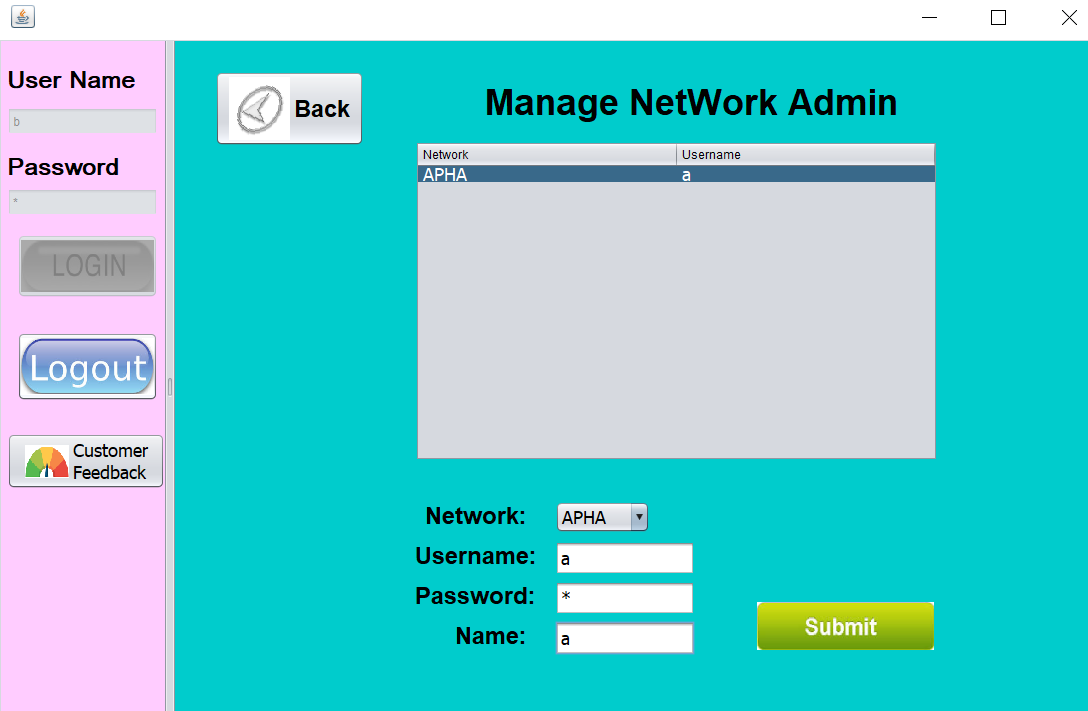 User Name
b
Password
*
LOGIN
Logout
Customer
Feedback
Back
Manage NetWork Admin
Network Username
APHA a
Network: APHA
Username: a
Password: *
Name: a
Submit